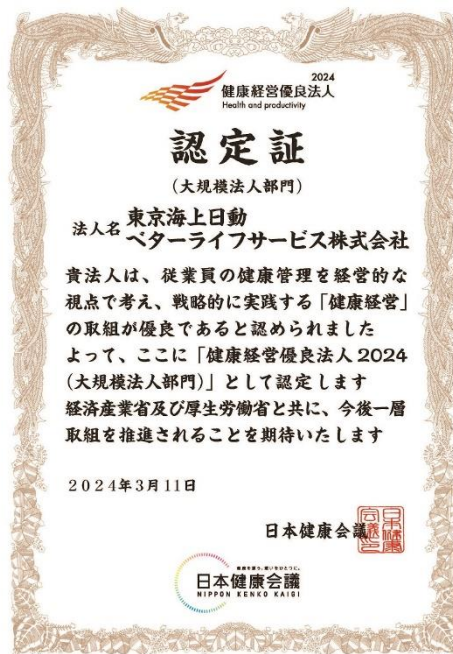 2024
健康経営優良法人
Health and productivity
認定証
(大規模法人部門)
法人名 東京海上日動
ベターライフサービス株式会社
貴法人は、従業員の健康管理を経営的な
視点で考え、戦略的に実践する「健康経営」
の取組が優良であると認められました
よって、ここに「健康経営優良法人2024
(大規模法人部門)」として認定します
経済産業省及び厚生労働省と共に、今後一層
取組を推進されることを期待いたします
2024年3月11日
日本健康会議
日本健康会議
NIPPON KENKO KAIGI